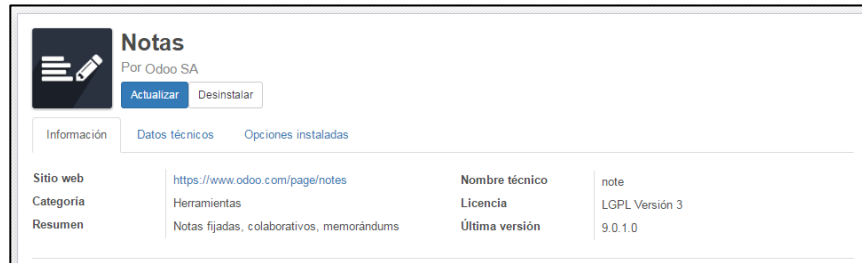 Notas
Por Odoo SA
Actualizar Desinstalar
Información Datos técnicos Opciones instaladas
Sitio web https://www.odoo.com/page/notes Nombre técnico note
Categoría Herramientas Licencia LGPL Versión 3
Resumen Notas fijadas, colaborativos, memorándums Última versión 9.0.1.0